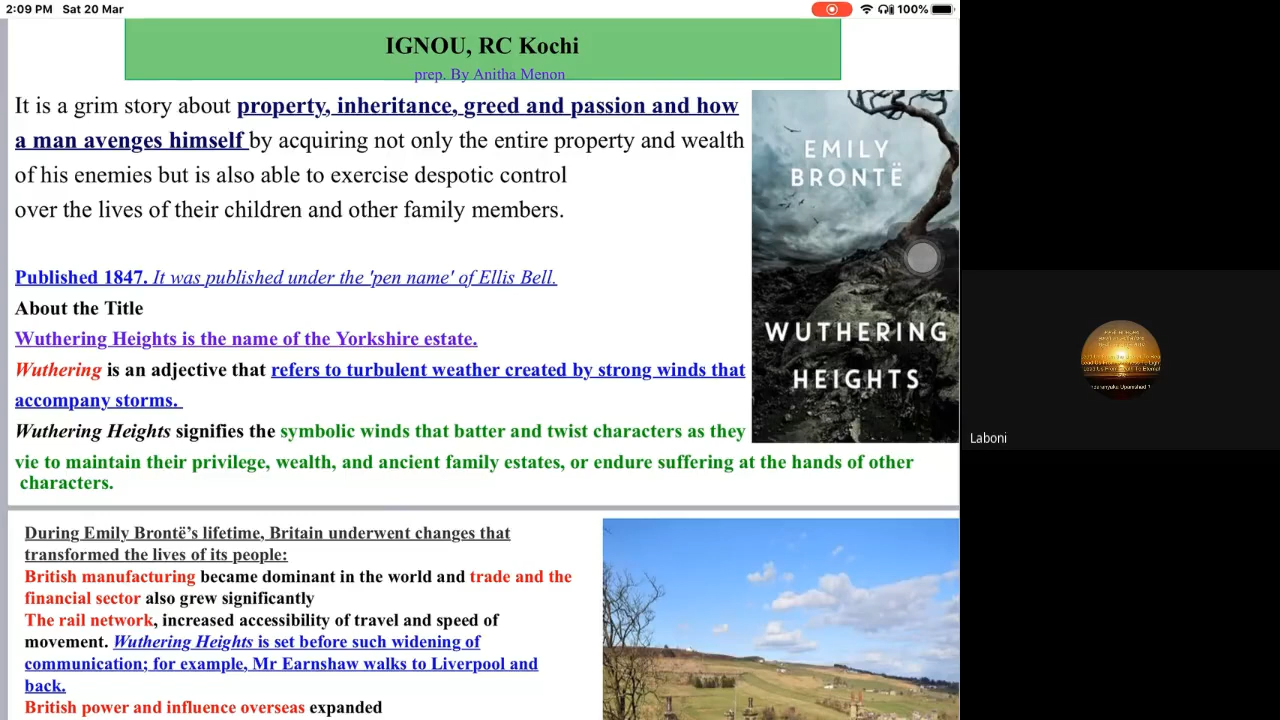 2:09 PM Sat 20 Mar
100%
IGNOU, RC Kochi
prep. By Anitha Menon
It is a grim story about property, inheritance, greed and passion and how
a man avenges himself by acquiring not only the entire property and wealth
of his enemies but is also able to exercise despotic control
over the lives of their children and other family members.
EMILY
BRONTË
WUTHERING
HEIGHTS
Published 1847. It was published under the 'pen name' of Ellis Bell.
About the Title
Wuthering Heights is the name of the Yorkshire estate.
Wuthering is an adjective that refers to turbulent weather created by strong winds that
accompany storms.
Wuthering Heights signifies the symbolic winds that batter and twist characters as they
vie to maintain their privilege, wealth, and ancient family estates, or endure suffering at the hands of other
characters.
During Emily Brontë’s lifetime, Britain underwent changes that
transformed the lives of its people:
British manufacturing became dominant in the world and trade and the
financial sector also grew significantly
The rail network, increased accessibility of travel and speed of
movement. Wuthering Heights is set before such widening of
communication; for example, Mr Earnshaw walks to Liverpool and
back.
British power and influence overseas expanded
Laboni